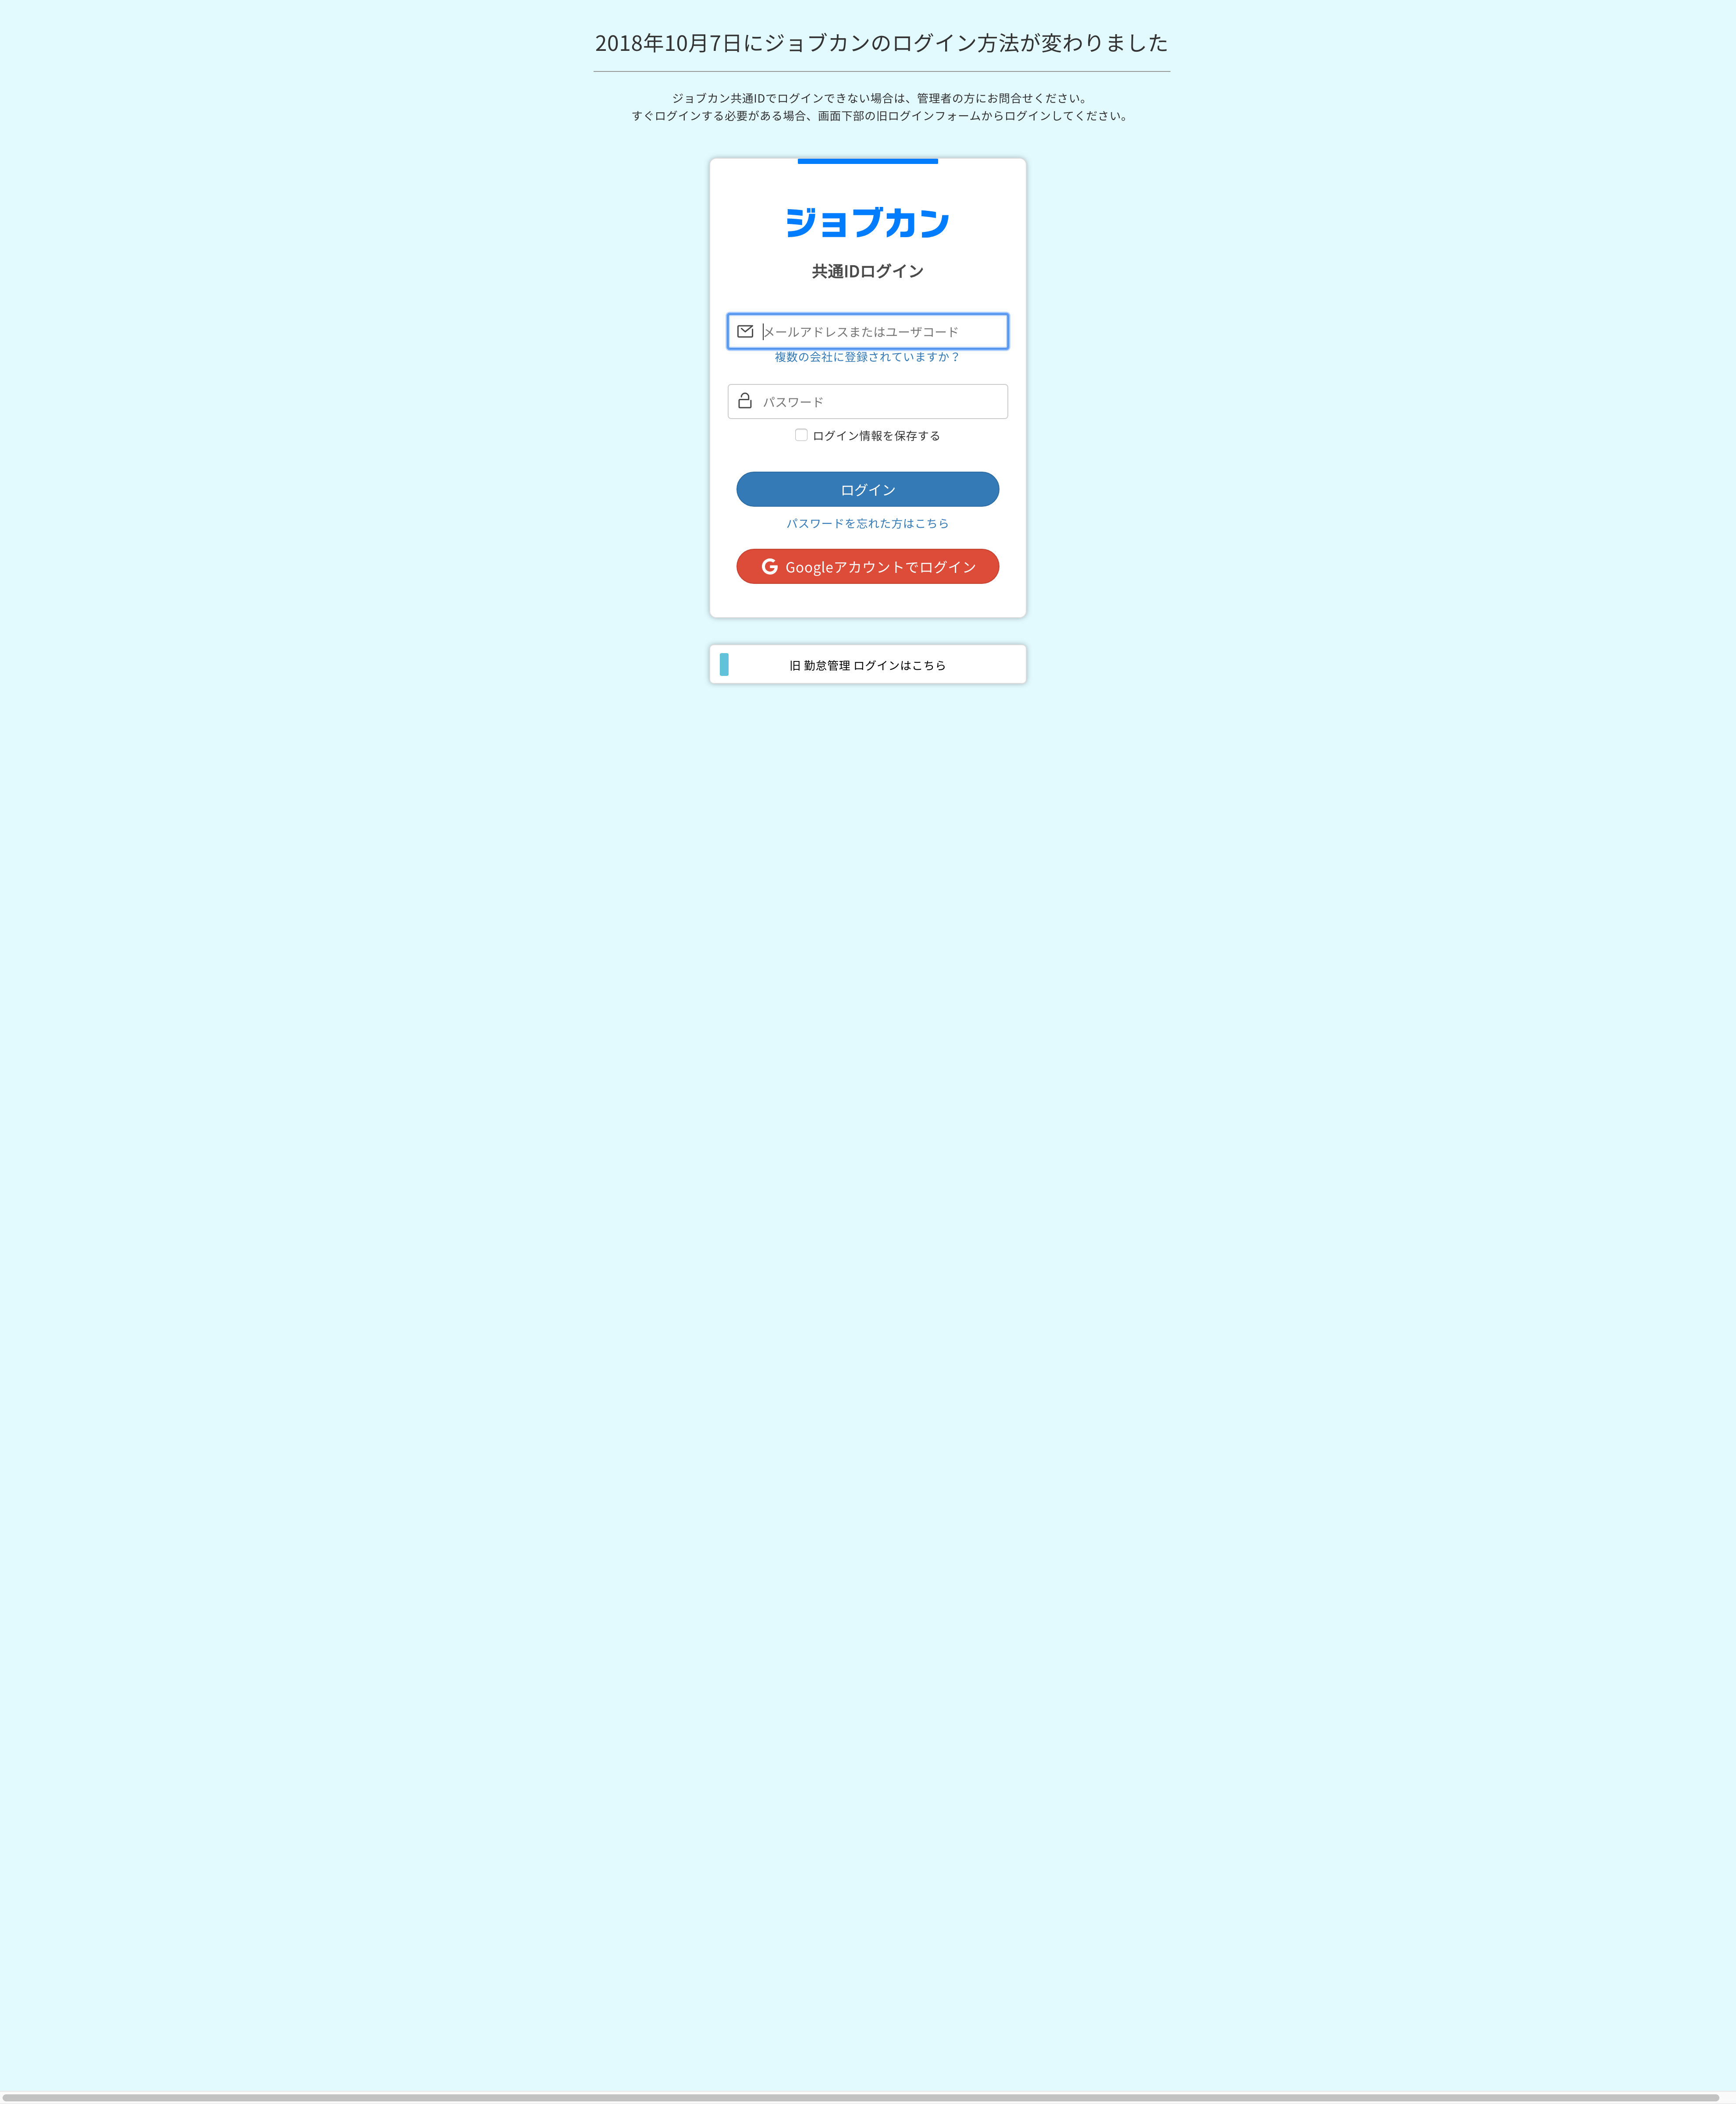 2018年10月7日にジョブカンのログイン方法が変わりました
ジョブカン共通IDでログインできない場合は、管理者の方にお問合せください。
すぐログインする必要がある場合、画面下部の旧ログインフォームからログインしてください。
ジョブカン
共通IDログイン
メールアドレスまたはユーザコード
複数の会社に登録されていますか？
パスワード
ログイン情報を保存する
ログイン
パスワードを忘れた方はこちら
Googleアカウントでログイン
旧 勤怠管理 ログインはこちら